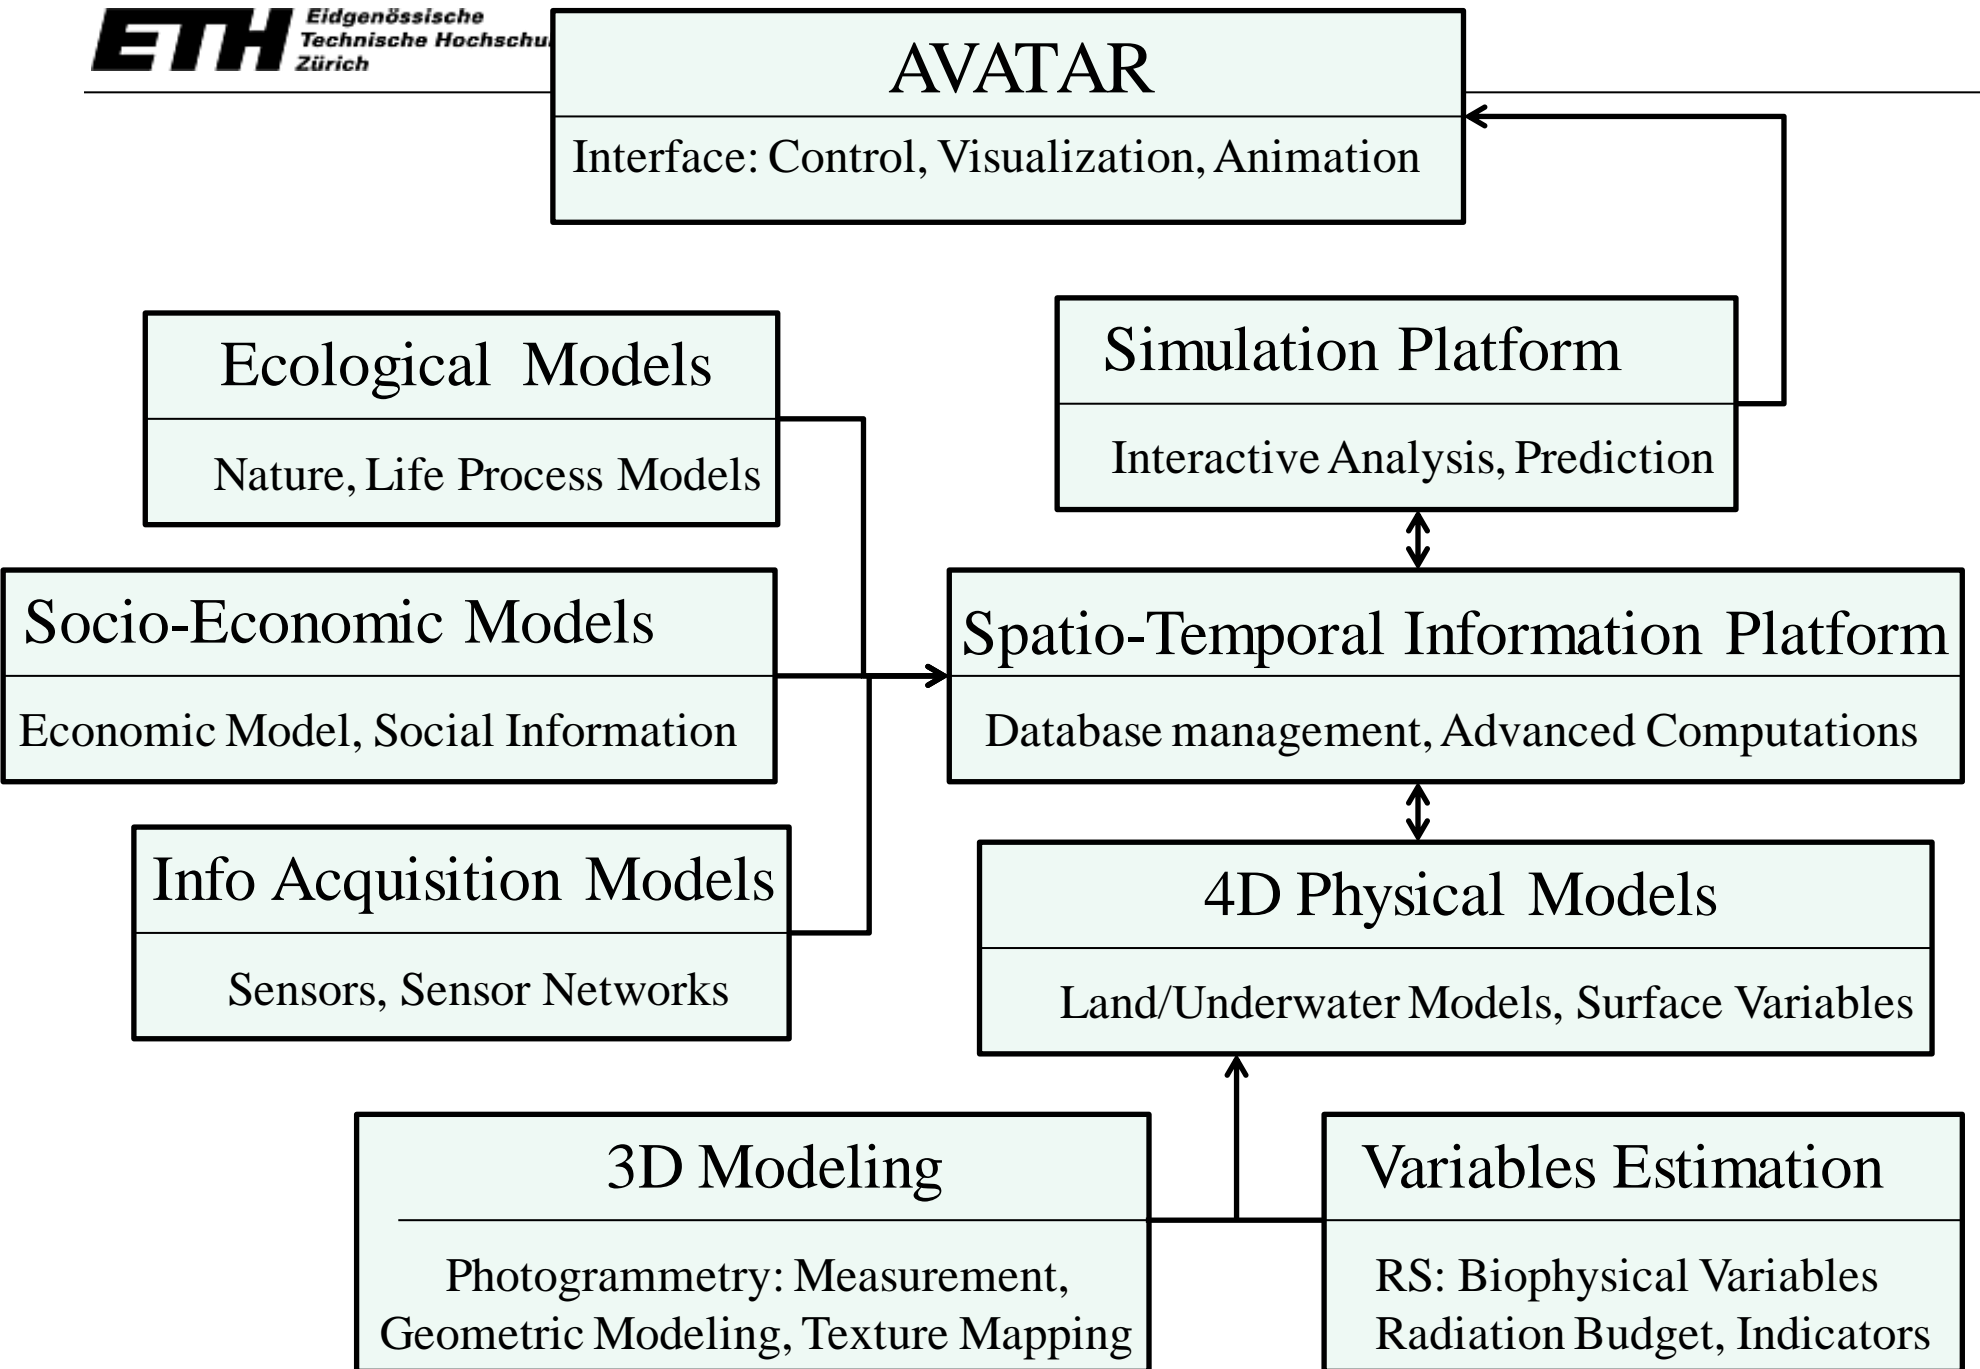 ETH Eidgenössische
Technische Hochschu
Zürich
AVATAR
Interface: Control, Visualization, Animation
Ecological Models
Nature, Life Process Models
Simulation Platform
Interactive Analysis, Prediction
Socio-Economic Models
Economic Model, Social Information
Spatio-Temporal Information Platform
Database management, Advanced Computations
Info Acquisition Models
Sensors, Sensor Networks
4D Physical Models
Land/Underwater Models, Surface Variables
3D Modeling
Photogrammetry: Measurement,
Geometric Modeling, Texture Mapping
Variables Estimation
RS: Biophysical Variables
Radiation Budget, Indicators